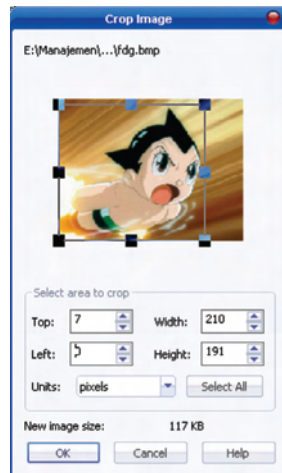 Crop Image
E:\Manajemen\...\fdg.bmp
Select area to crop
Top: 7 Width: 210
Left: Height: 191
Units: pixels Select All
New image size: 117 KB
OK Cancel Help